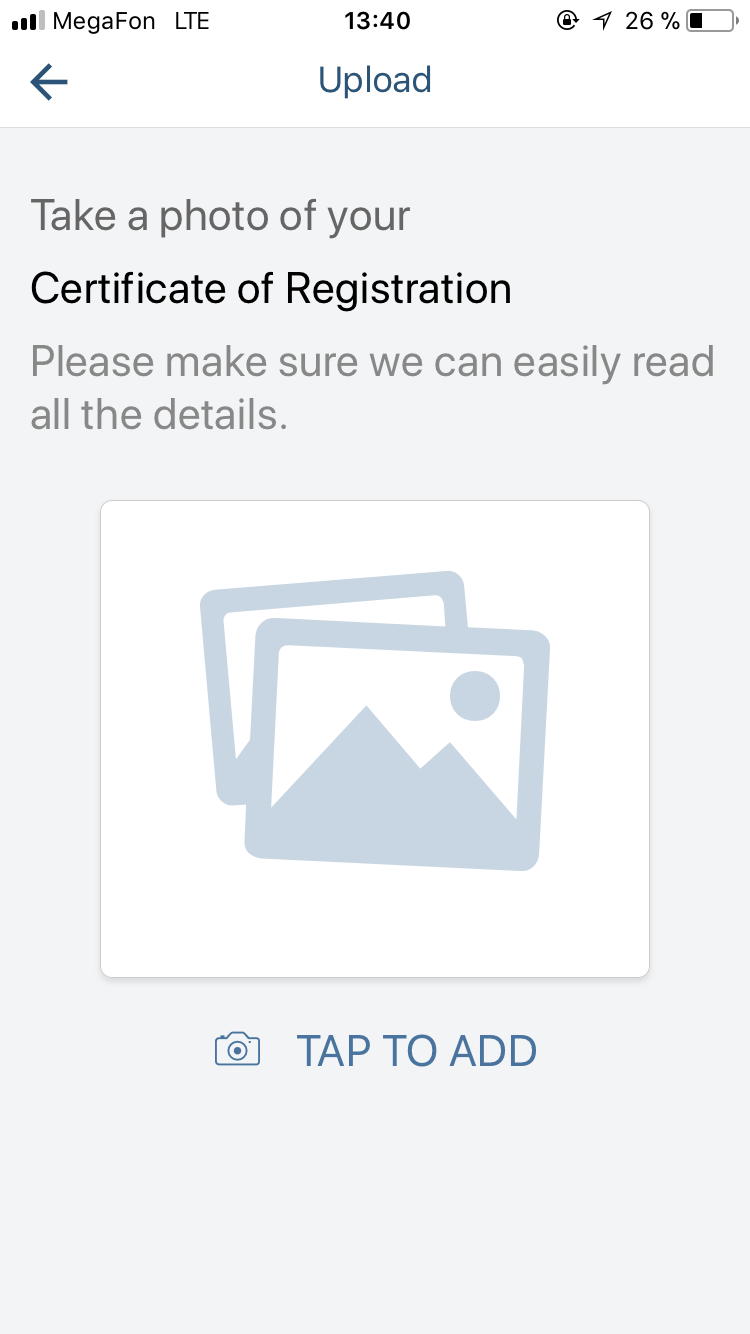 MegaFon LTE 13:40 26 %
Upload
Take a photo of your
Certificate of Registration
Please make sure we can easily read
all the details.
TAP TO ADD